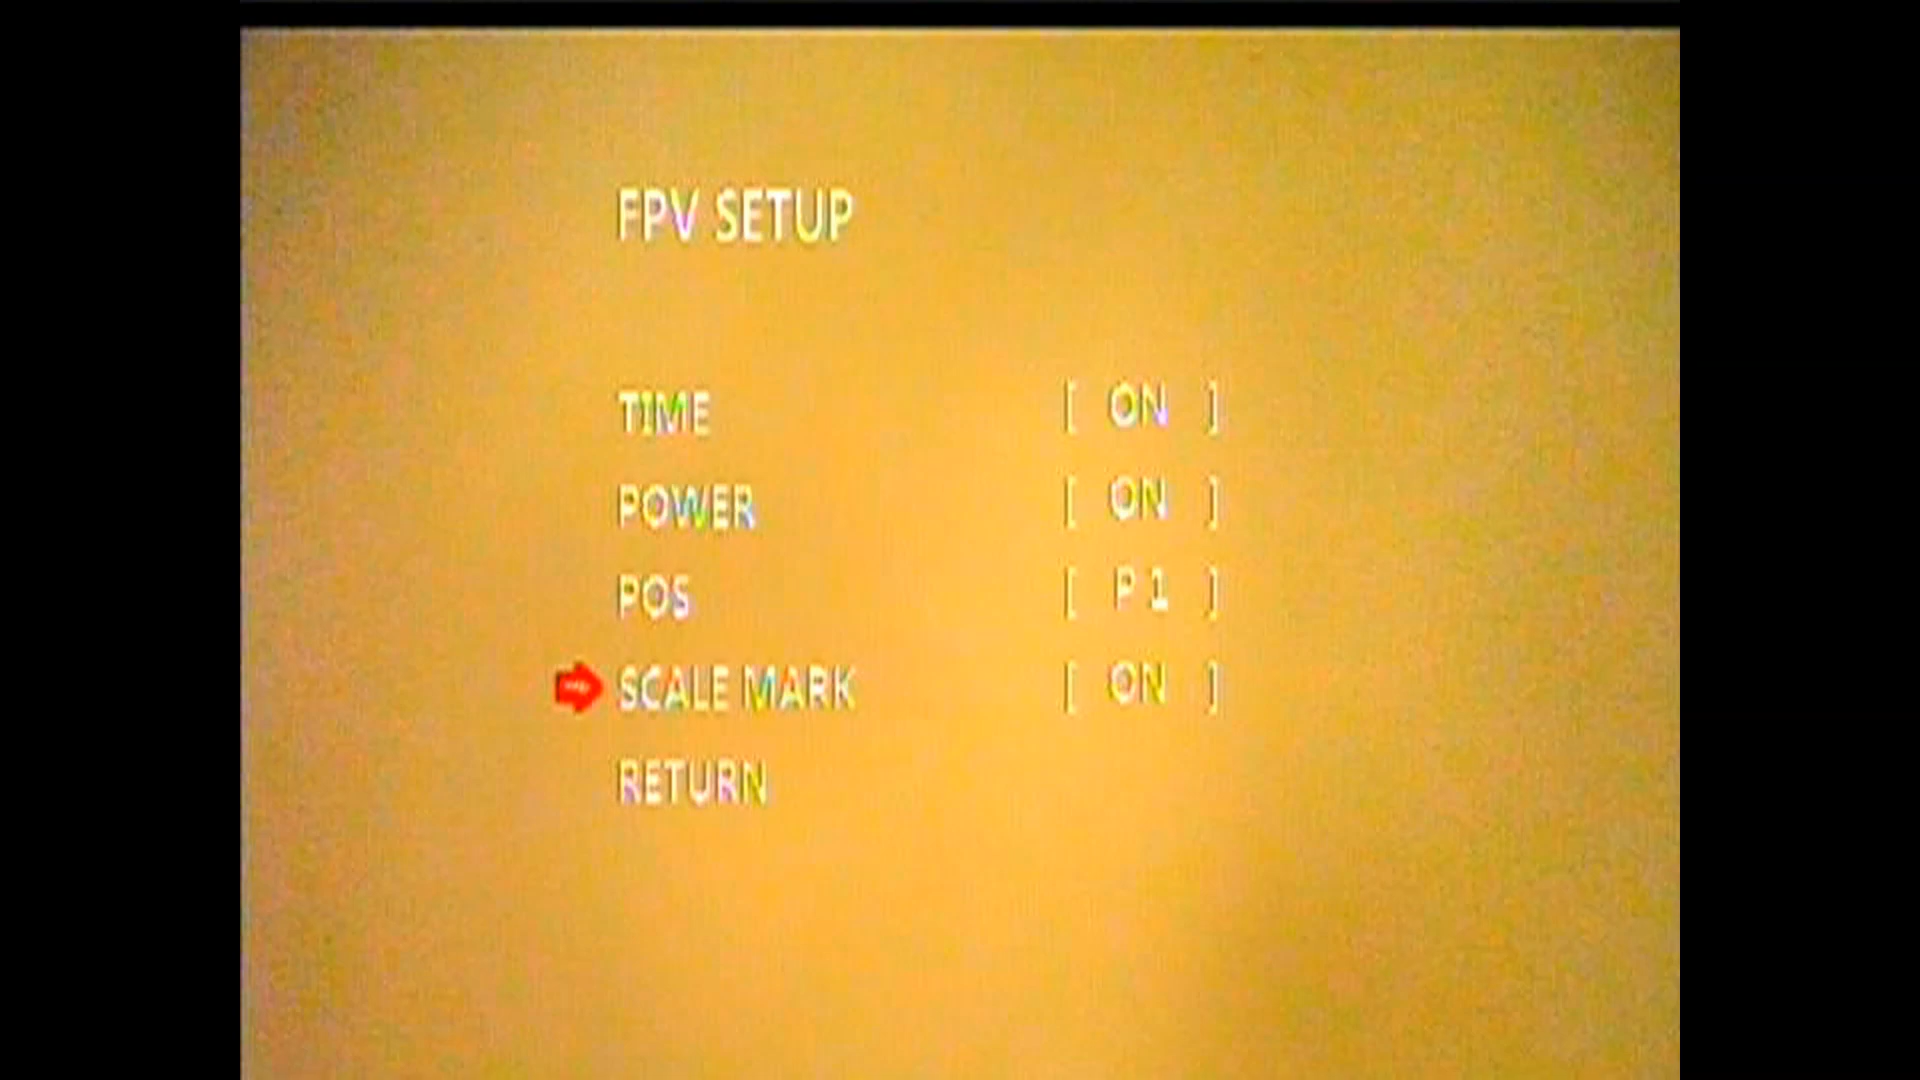 FPV SETUP
TIME [ ON ]
POWER [ ON ]
POS [ P 1 ]
SCALE MARK [ ON ]
RETURN